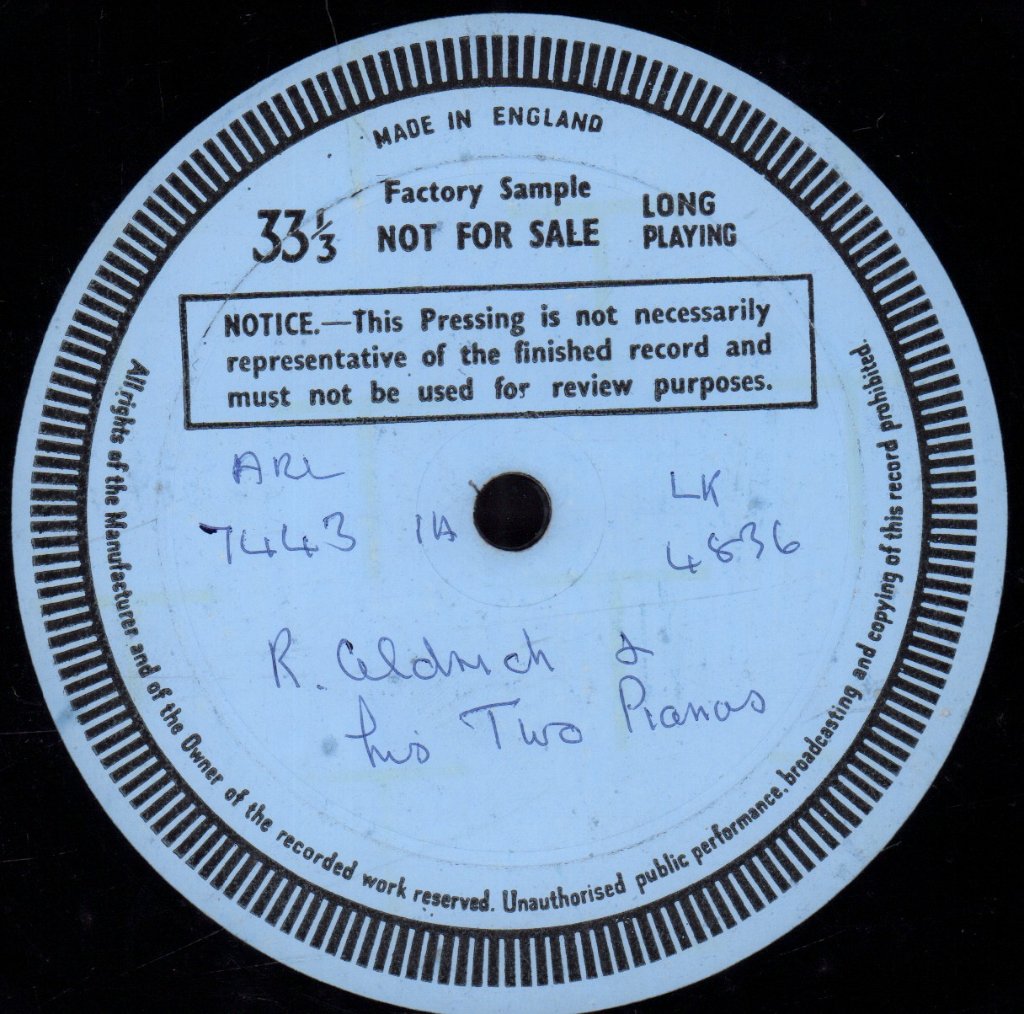 MADE IN ENGLAND
Factory Sample
33⅓ NOT FOR SALE LONG PLAYING
NOTICE.—This Pressing is not necessarily
representative of the finished record and
must not be used for review purposes.
ARL LK
7443 1A 4836
R. Aldrich &
his Two Pianos
All rights of the Manufacturer and of the Owner of the recorded work reserved. Unauthorised public performance, broadcasting and copying of this record prohibited.